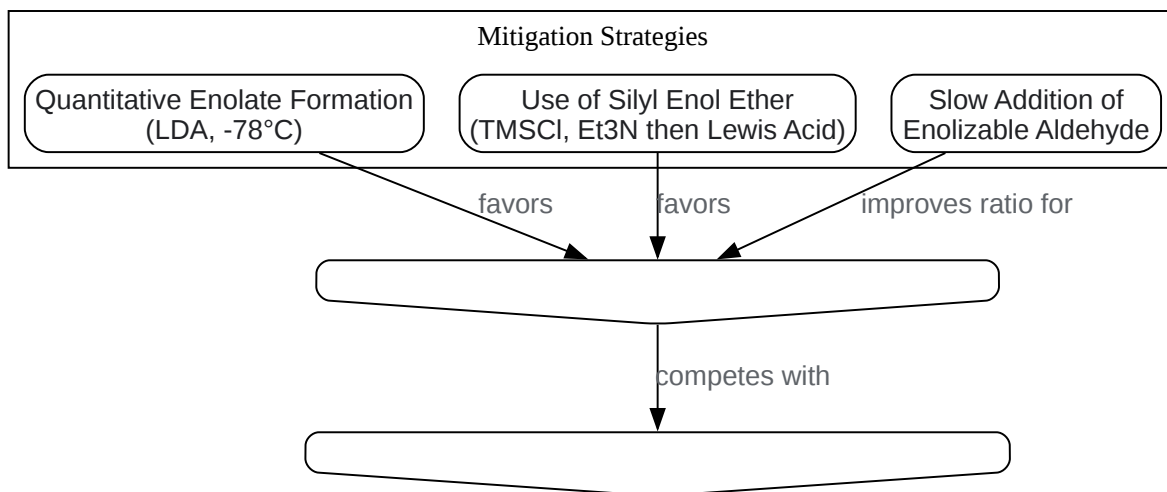 Mitigation Strategies
Quantitative Enolate Formation
(LDA, -78°C)
Use of Silyl Enol Ether
(TMSCl, Et3N then Lewis Acid)
Slow Addition of
Enolizable Aldehyde
favors
favors
improves ratio for
competes with